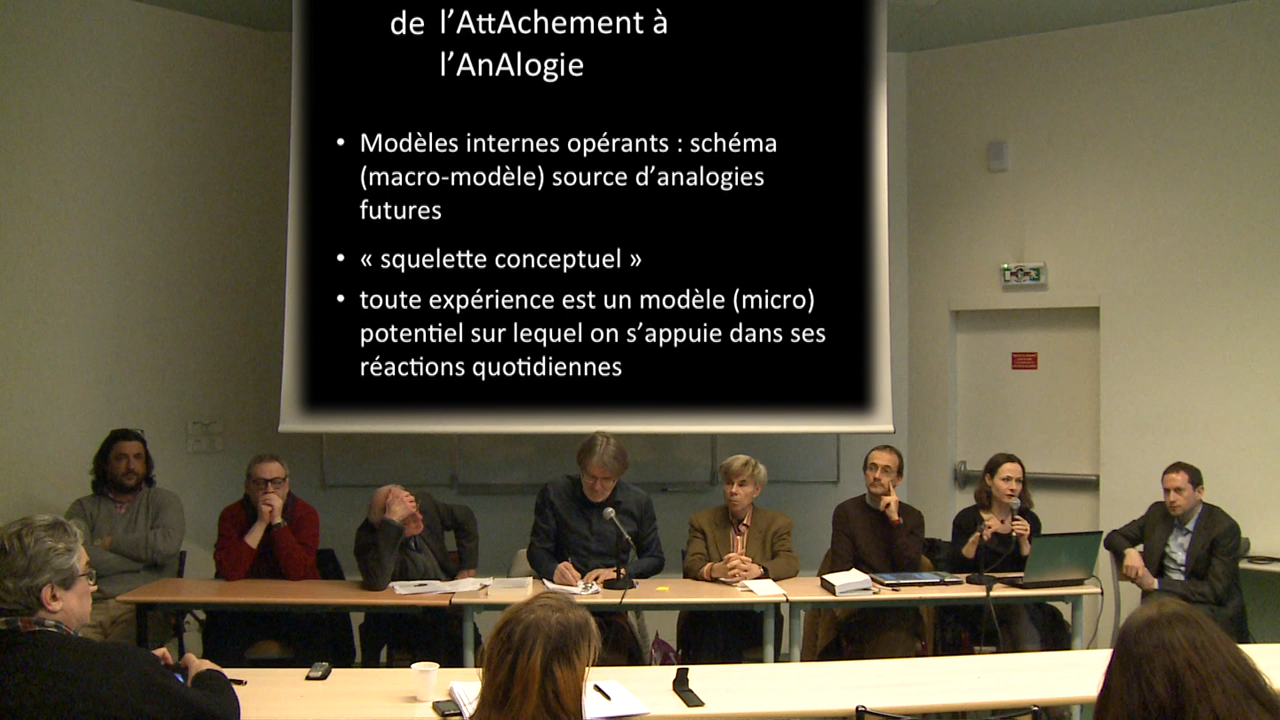 de l'AttAchement à
l'AnAlogie
• Modèles internes opérants : schéma
(macro-modèle) source d'analogies
futures
• « squelette conceptuel »
• toute expérience est un modèle (micro)
potentiel sur lequel on s'appuie dans ses
réactions quotidiennes